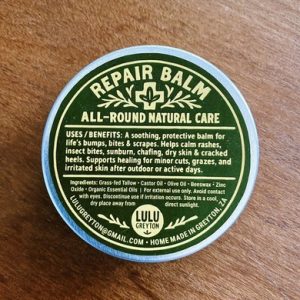 REPAIR BALM
ALL-ROUND NATURAL CARE
USES / BENEFITS: A soothing, protective balm for
life's bumps, bites & scrapes. Helps calm rashes,
insect bites, sunburn, chafing, dry skin & cracked
heels. Supports healing for minor cuts, grazes, and
irritated skin after outdoor or active days.
Ingredients: Grass-fed Tallow • Castor Oil • Olive Oil • Beeswax • Zinc
Oxide • Organic Essential Oils | For external use only. Avoid contact
with eyes. Discontinue use if irritation occurs. Store in a cool,
dry place away from direct sunlight.
LULU
GREYTON
LULUGREYTON@GMAIL.COM • HOME MADE IN GREYTON, ZA